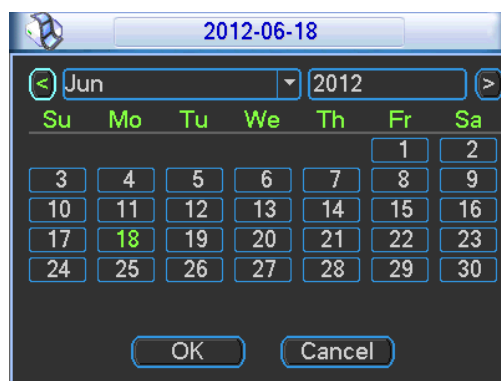 2012-06-18
< Jun 2012 >
Su Mo Tu We Th Fr Sa
1 2
3 4 5 6 7 8 9
10 11 12 13 14 15 16
17 18 19 20 21 22 23
24 25 26 27 28 29 30
OK Cancel